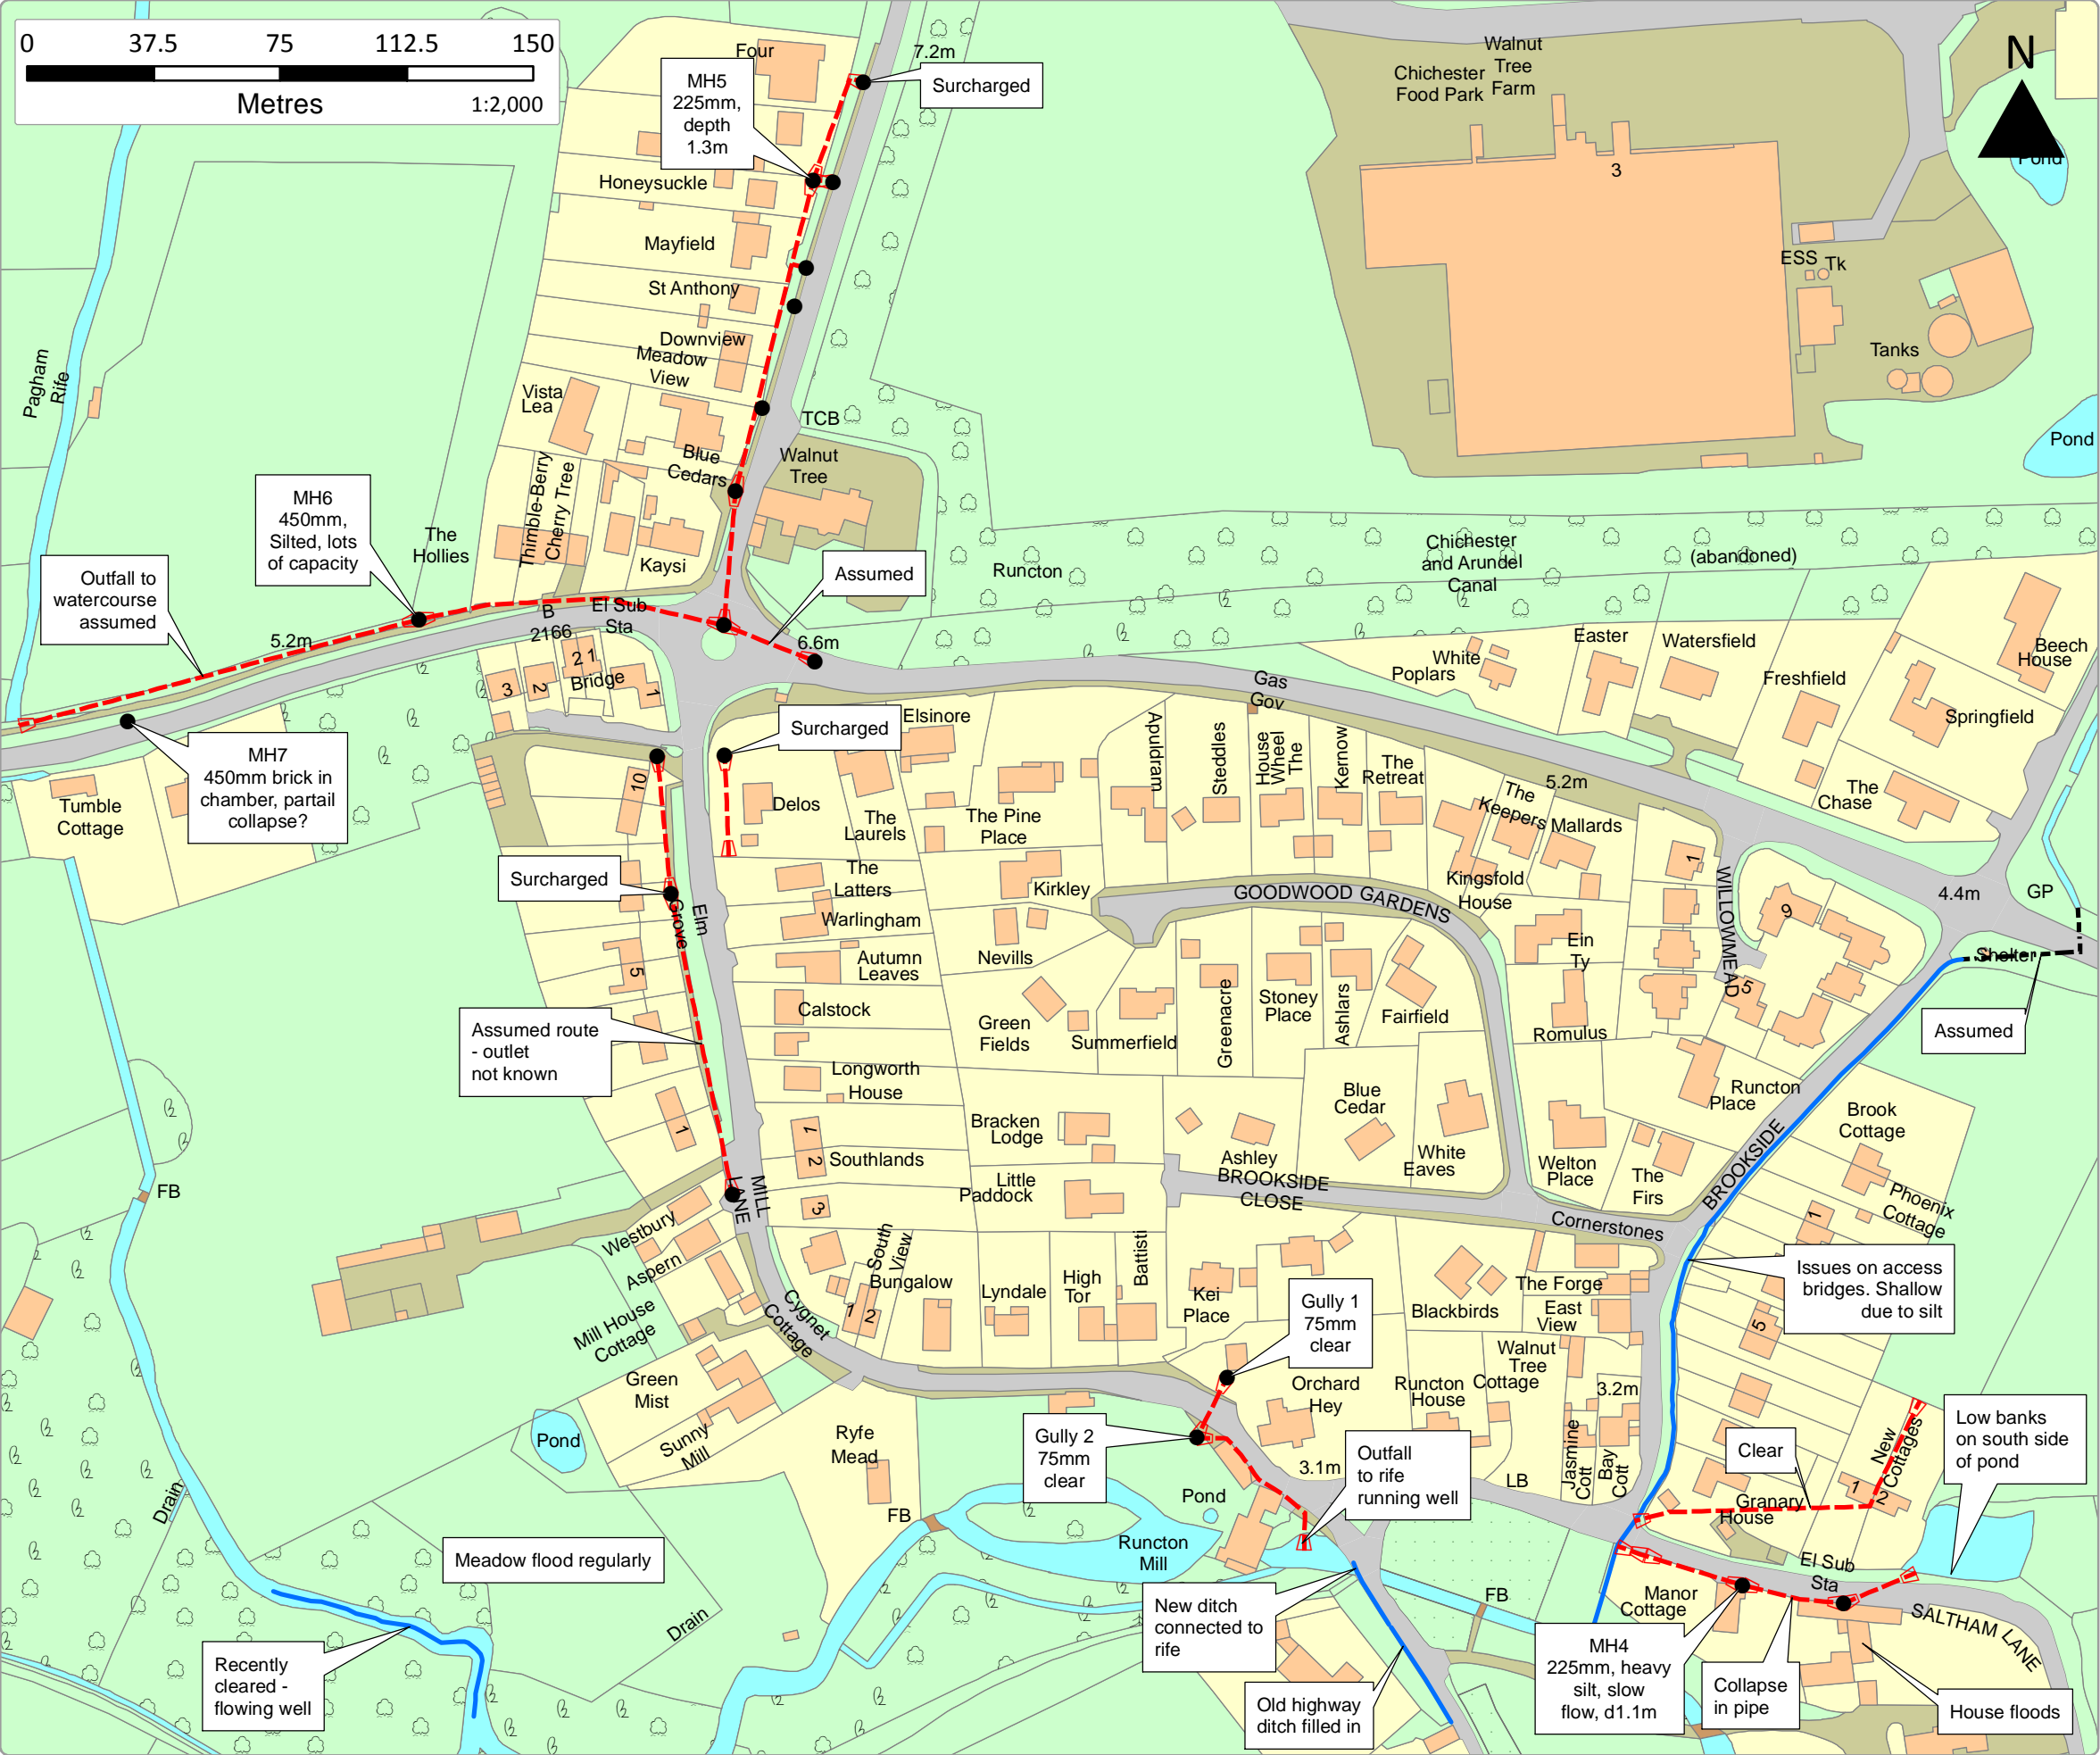 0 37.5 75 112.5 150
Metres 1:2,000
N
Four
7.2m
MH5
225mm,
depth
1.3m
Surcharged
Walnut
Tree
Farm
Chichester
Food Park
3
Pond
Honeysuckle
Mayfield
St Anthony
Downview
Meadow
View
Vista
Lea
ESS
Tk
Tanks
Pond
Pagham
Rife
TCB
Blue
Cedars
Walnut
Tree
Thimble-Berry
Cherry Tree
Kaysi
MH6
450mm,
Silted, lots
of capacity
The
Hollies
Outfall to
watercourse
assumed
5.2m
B
2166
El Sub
Sta
Assumed
6.6m
Runcton
Chichester
and Arundel
Canal
(abandoned)
MH7
450mm brick in
chamber, partail
collapse?
Tumble
Cottage
3
2
2 1
Bridge
1
10
Surcharged
Elsinore
Delos
The
Laurels
The Pine
Place
Apuldram
Steddles
House
Wheel
The
Kernow
The
Retreat
Gas
Gov
White
Poplars
Easter
Watersfield
Freshfield
Beech
House
Springfield
The
Chase
5.2m
The
Keepers
Mallards
Kingsfold
House
1
WILLOWMEAD
9
5
4.4m
GP
Shelter
Assumed
Surcharged
Grove
Elm
The
Latters
Warlingham
Autumn
Leaves
Calstock
Longworth
House
Kirkley
Nevills
Green
Fields
Summerfield
GOODWOOD GARDENS
Greenacre
Stoney
Place
Ashlars
Fairfield
Ein
Ty
Romulus
Runcton
Place
Brook
Cottage
5
1
Assumed route
- outlet
not known
1
2
Southlands
3
Bracken
Lodge
Little
Paddock
Ashley
Blue
Cedar
White
Eaves
BROOKSIDE
CLOSE
Welton
Place
The
Firs
Cornerstones
BROOKSIDE
Phoenix
Cottage
1
Issues on access
bridges. Shallow
due to silt
5
FB
MILL
LANE
Westbury
Aspern
Mill House
Cottage
Cygnet
Cottage
South
View
1
2
Bungalow
Lyndale
High
Tor
Battisti
Kei
Place
Gully 1
75mm
clear
Blackbirds
The Forge
East
View
Walnut
Tree
Cottage
3.2m
Green
Mist
Sunny
Mill
Ryfe
Mead
Pond
Gully 2
75mm
clear
Orchard
Hey
Runcton
House
Jasmine
Cott
Bay
Cott
LB
3.1m
Outfall
to rife
running well
Clear
New
Cottages
1
2
Granary
House
Low banks
on south side
of pond
Drain
FB
Pond
Runcton
Mill
Meadow flood regularly
Drain
New ditch
connected to
rife
FB
El Sub
Sta
Manor
Cottage
SALTHAM LANE
MH4
225mm, heavy
silt, slow
flow, d1.1m
Collapse
in pipe
House floods
Recently
cleared -
flowing well
Old highway
ditch filled in